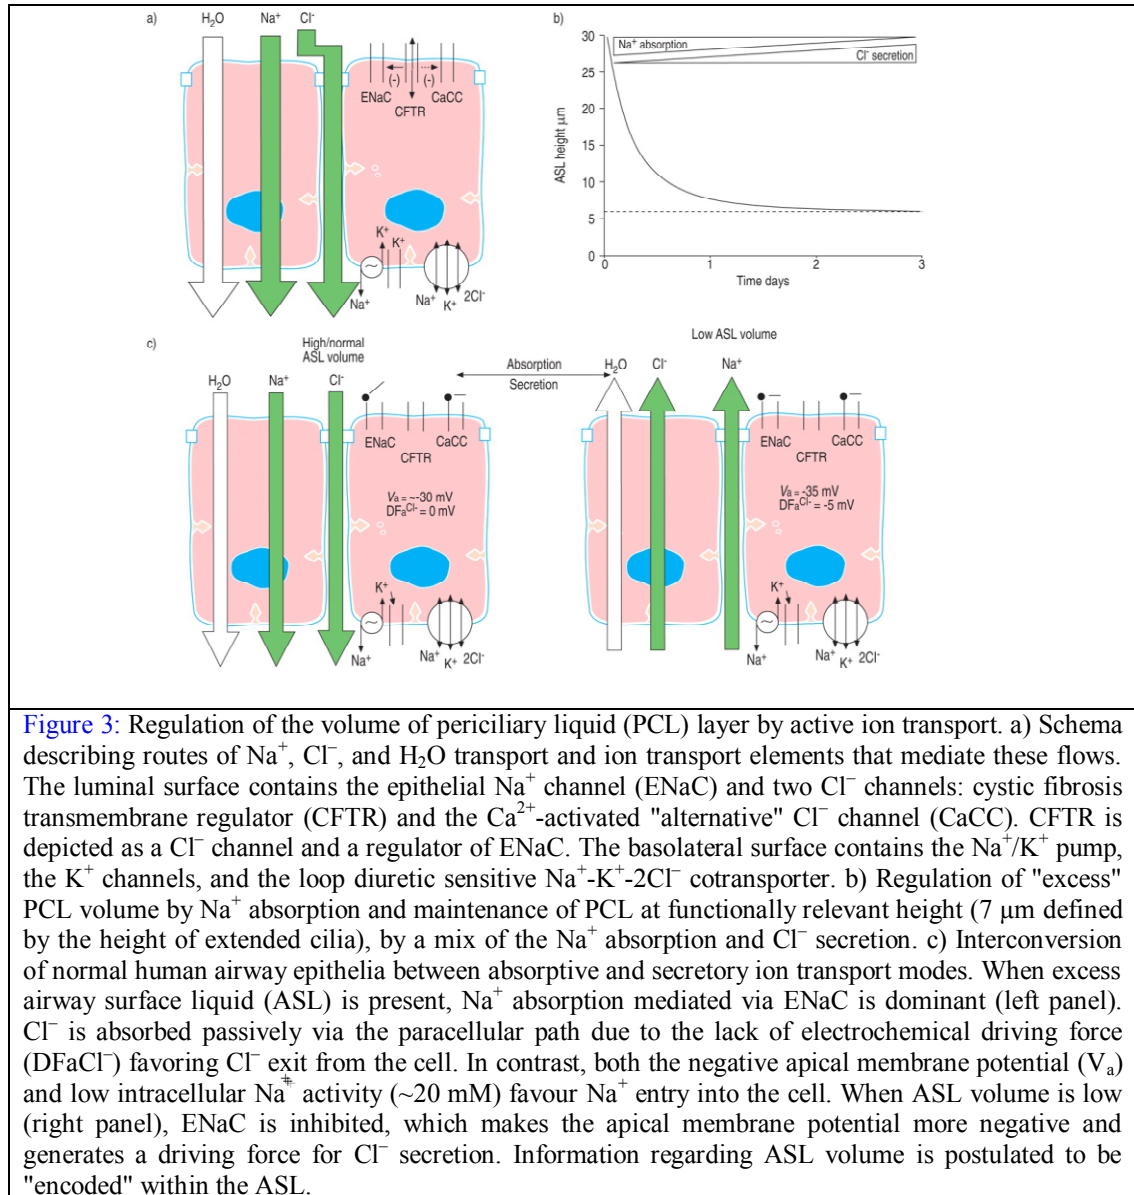 a)
H₂O Na⁺ Cl⁻
(-) (-)
ENaC CaCC
CFTR
K⁺
K⁺
~
Na⁺
Na⁺ K⁺ 2Cl⁻
b)
30
25
20
15
10
5
0
ASL height μm
Na⁺ absorption
Cl⁻ secretion
0 1 2 3
Time days
c)
High/normal
ASL volume
H₂O Na⁺ Cl⁻
ENaC CaCC
CFTR
Va = ~-30 mV
DFaCl⁻ = 0 mV
K⁺
~
Na⁺
Na⁺ K⁺ 2Cl⁻
Absorption
Secretion
Low ASL volume
H₂O Cl⁻ Na⁺
ENaC CaCC
CFTR
Va = -35 mV
DFaCl⁻ = -5 mV
K⁺
~
Na⁺
Na⁺ K⁺ 2Cl⁻
Figure 3: Regulation of the volume of periciliary liquid (PCL) layer by active ion transport. a) Schema
describing routes of Na⁺, Cl⁻, and H₂O transport and ion transport elements that mediate these flows.
The luminal surface contains the epithelial Na⁺ channel (ENaC) and two Cl⁻ channels: cystic fibrosis
transmembrane regulator (CFTR) and the Ca²⁺-activated "alternative" Cl⁻ channel (CaCC). CFTR is
depicted as a Cl⁻ channel and a regulator of ENaC. The basolateral surface contains the Na⁺/K⁺ pump,
the K⁺ channels, and the loop diuretic sensitive Na⁺-K⁺-2Cl⁻ cotransporter. b) Regulation of "excess"
PCL volume by Na⁺ absorption and maintenance of PCL at functionally relevant height (7 μm defined
by the height of extended cilia), by a mix of the Na⁺ absorption and Cl⁻ secretion. c) Interconversion
of normal human airway epithelia between absorptive and secretory ion transport modes. When excess
airway surface liquid (ASL) is present, Na⁺ absorption mediated via ENaC is dominant (left panel).
Cl⁻ is absorbed passively via the paracellular path due to the lack of electrochemical driving force
(DFaCl⁻) favoring Cl⁻ exit from the cell. In contrast, both the negative apical membrane potential (Vₐ)
and low intracellular Na⁺ activity (~20 mM) favour Na⁺ entry into the cell. When ASL volume is low
(right panel), ENaC is inhibited, which makes the apical membrane potential more negative and
generates a driving force for Cl⁻ secretion. Information regarding ASL volume is postulated to be
"encoded" within the ASL.